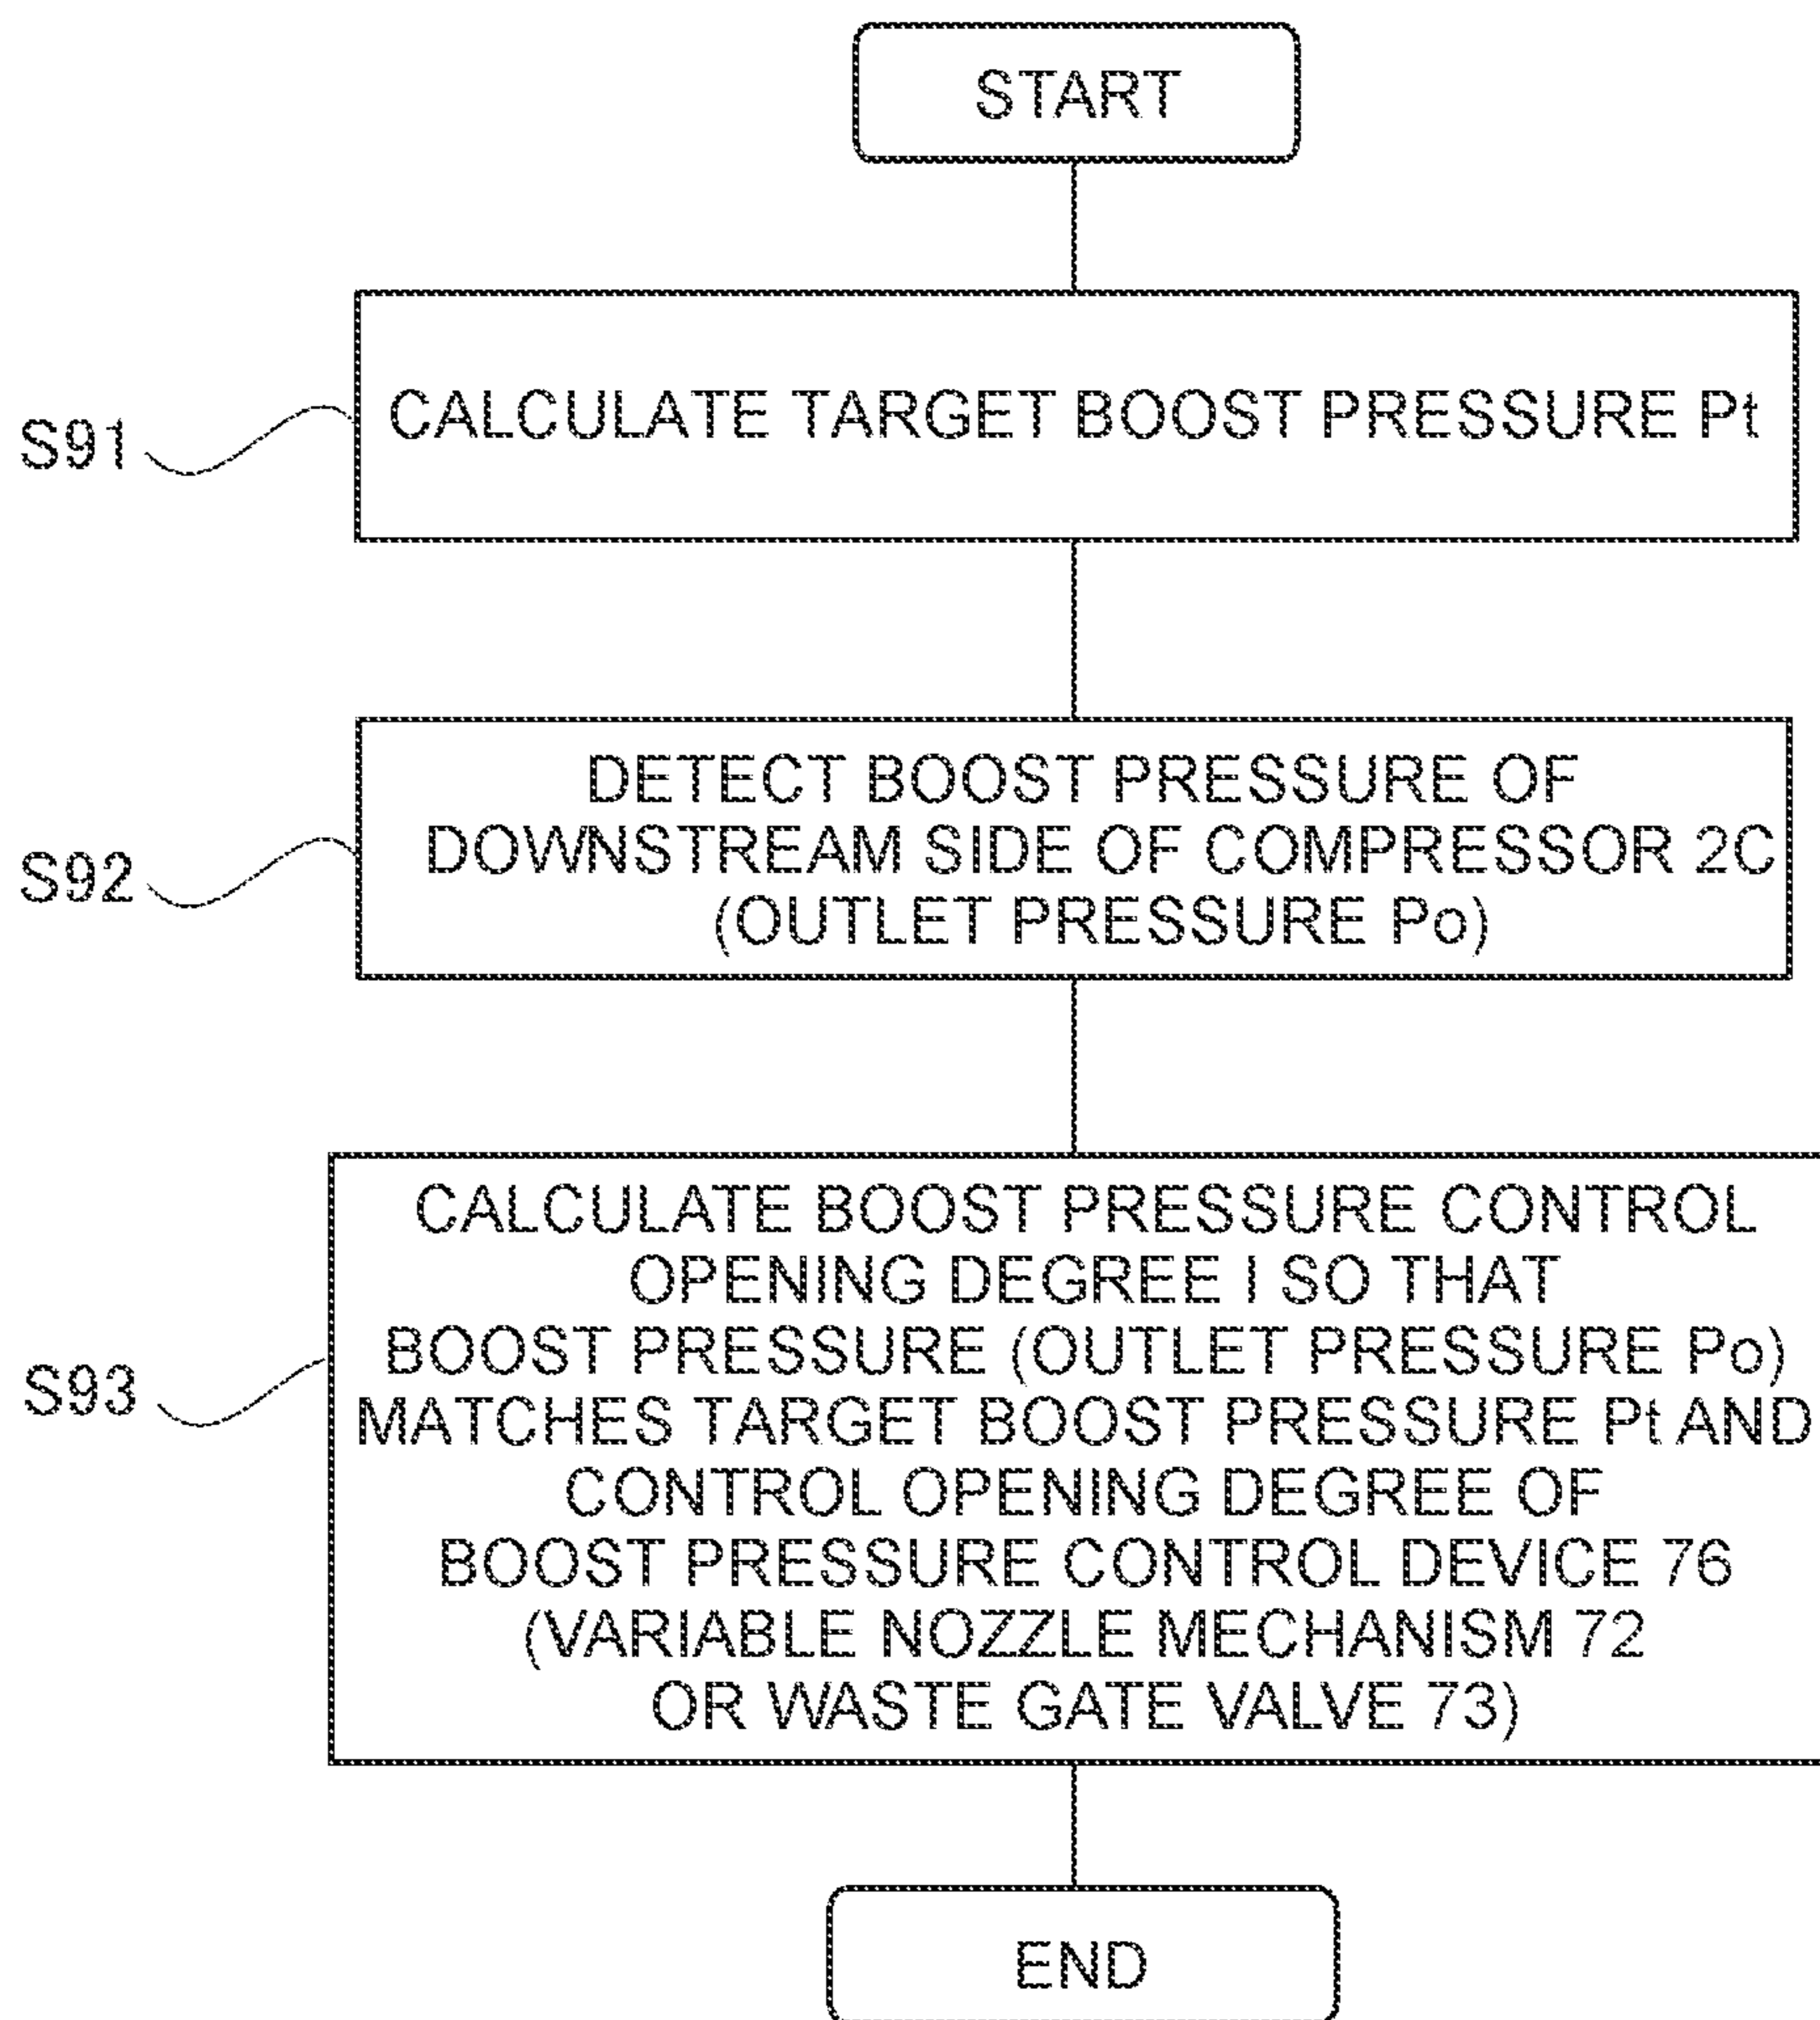 START
S91
CALCULATE TARGET BOOST PRESSURE Pt
S92
DETECT BOOST PRESSURE OF
DOWNSTREAM SIDE OF COMPRESSOR 2C
(OUTLET PRESSURE Po)
S93
CALCULATE BOOST PRESSURE CONTROL
OPENING DEGREE I SO THAT
BOOST PRESSURE (OUTLET PRESSURE Po)
MATCHES TARGET BOOST PRESSURE Pt AND
CONTROL OPENING DEGREE OF
BOOST PRESSURE CONTROL DEVICE 76
(VARIABLE NOZZLE MECHANISM 72
OR WASTE GATE VALVE 73)
END